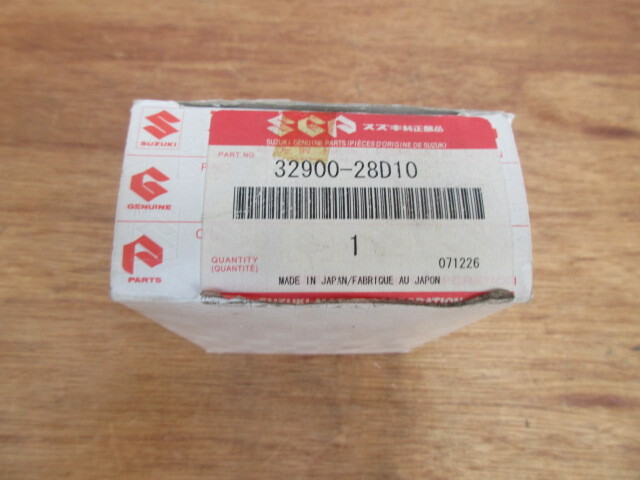 SGP スズキ純正部品
SUZUKI GENUINE PARTS (PIÈCES D'ORIGINE DE SUZUKI)
SUZUKI
GENUINE
PARTS
PART NO.
32900-28D10
1
QUANTITY
(QUANTITÉ)
071226
MADE IN JAPAN/FABRIQUE AU JAPON